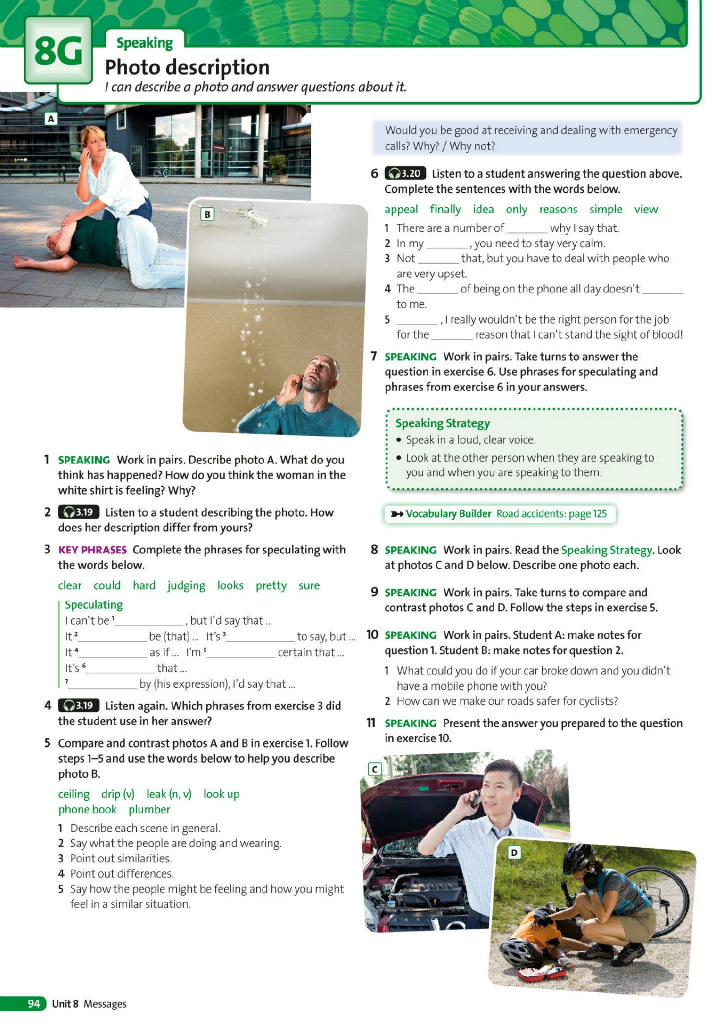 8G
Speaking
Photo description
I can describe a photo and answer questions about it.
A
B
1 SPEAKING Work in pairs. Describe photo A. What do you
think has happened? How do you think the woman in the
white shirt is feeling? Why?
2 3.19 Listen to a student describing the photo. How
does her description differ from yours?
3 KEY PHRASES Complete the phrases for speculating with
the words below.
clear could hard judging looks pretty sure
Speculating
I can't be 1____________, but I'd say that ...
It 2____________ be (that) ... It's 3____________ to say, but ...
It 4____________ as if ... I'm 5____________ certain that ...
It's 6____________ that ...
7____________ by (his expression), I'd say that ...
4 3.19 Listen again. Which phrases from exercise 3 did
the student use in her answer?
5 Compare and contrast photos A and B in exercise 1. Follow
steps 1–5 and use the words below to help you describe
photo B.
ceiling drip (v) leak (n, v) look up
phone book plumber
1 Describe each scene in general.
2 Say what the people are doing and wearing.
3 Point out similarities.
4 Point out differences.
5 Say how the people might be feeling and how you might
feel in a similar situation.
Would you be good at receiving and dealing with emergency
calls? Why? / Why not?
6 3.20 Listen to a student answering the question above.
Complete the sentences with the words below.
appeal finally idea only reasons simple view
1 There are a number of _______ why I say that.
2 In my _______, you need to stay very calm.
3 Not _______ that, but you have to deal with people who
are very upset.
4 The _______ of being on the phone all day doesn't _______
to me.
5 _______, I really wouldn't be the right person for the job
for the _______ reason that I can't stand the sight of blood!
7 SPEAKING Work in pairs. Take turns to answer the
question in exercise 6. Use phrases for speculating and
phrases from exercise 6 in your answers.
Speaking Strategy
• Speak in a loud, clear voice.
• Look at the other person when they are speaking to
you and when you are speaking to them.
Vocabulary Builder Road accidents: page 125
8 SPEAKING Work in pairs. Read the Speaking Strategy. Look
at photos C and D below. Describe one photo each.
9 SPEAKING Work in pairs. Take turns to compare and
contrast photos C and D. Follow the steps in exercise 5.
10 SPEAKING Work in pairs. Student A: make notes for
question 1. Student B: make notes for question 2.
1 What could you do if your car broke down and you didn't
have a mobile phone with you?
2 How can we make our roads safer for cyclists?
11 SPEAKING Present the answer you prepared to the question
in exercise 10.
C
D
94 Unit 8 Messages